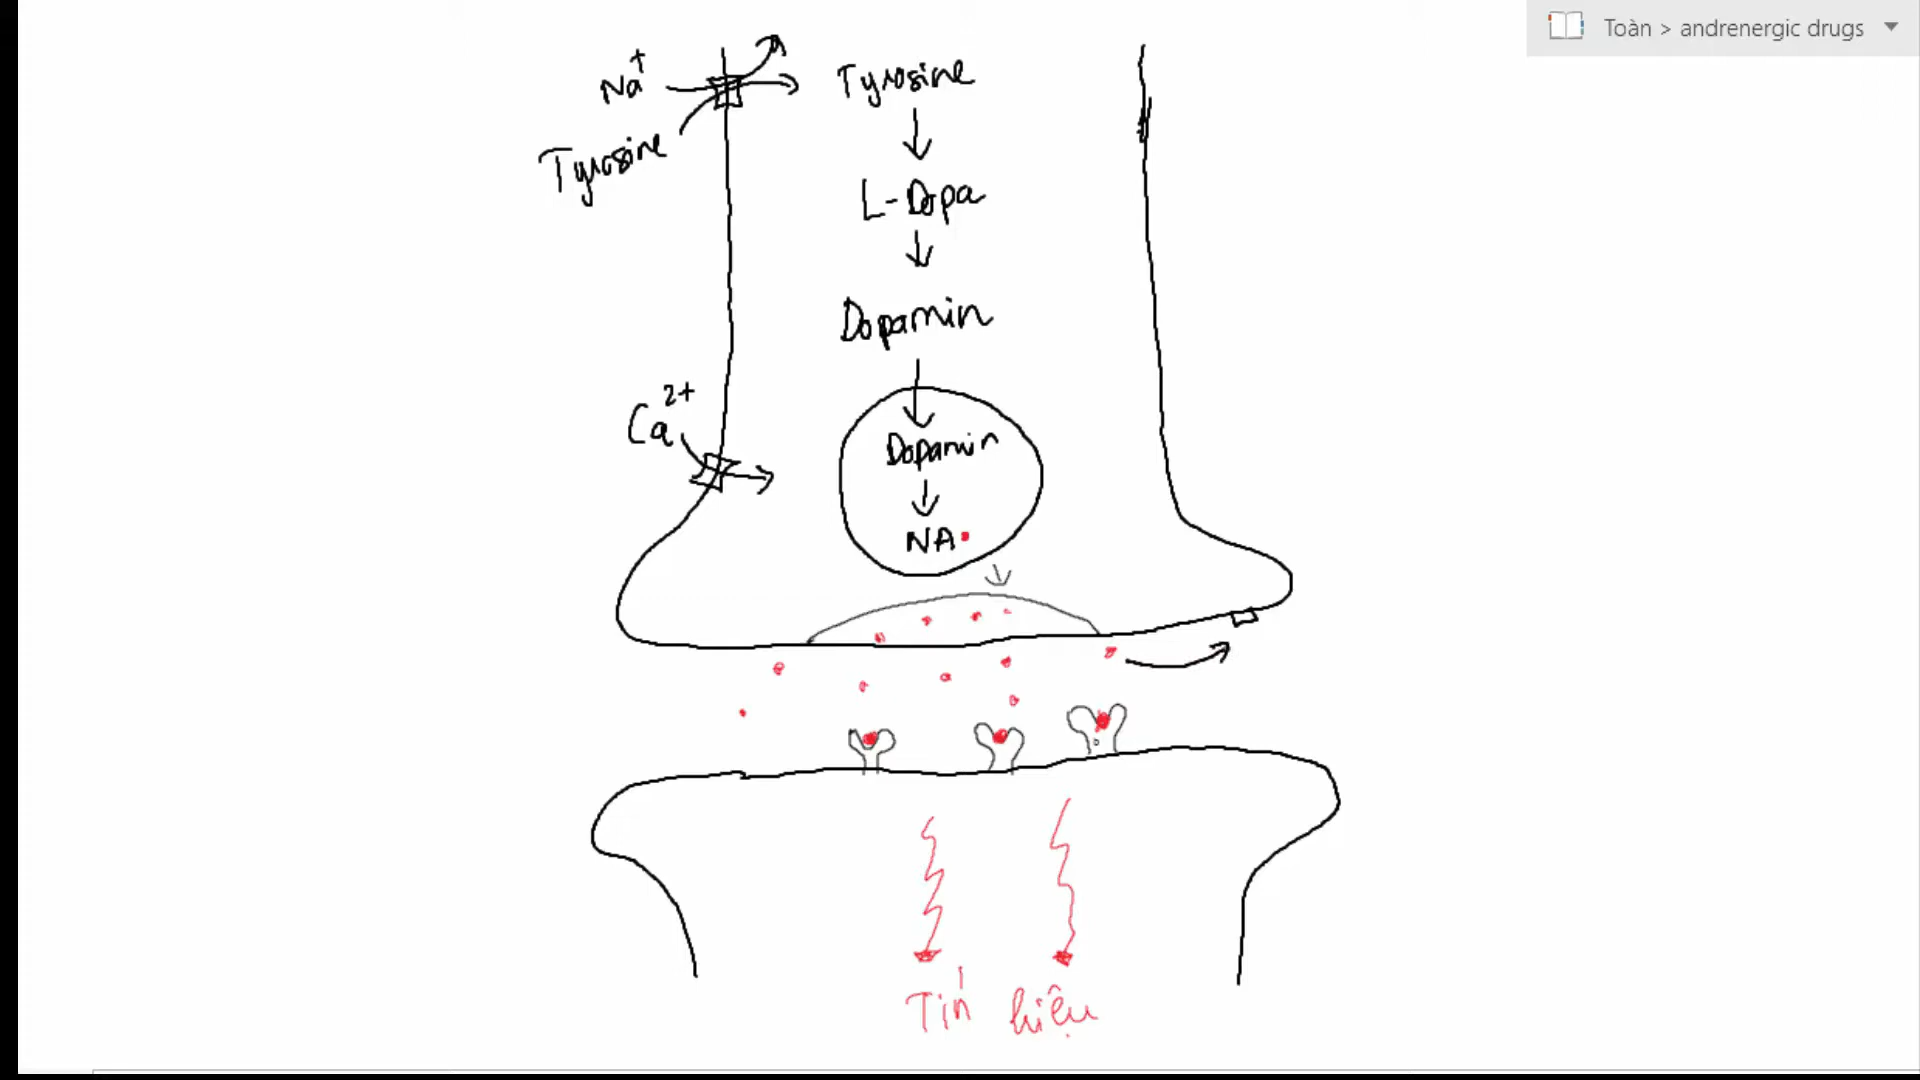 Toàn > andrenergic drugs
Na+
Tyrosine
Tyrosine
L-Dopa
Dopamin
Ca2+
Dopamin
NA
Tín hiệu